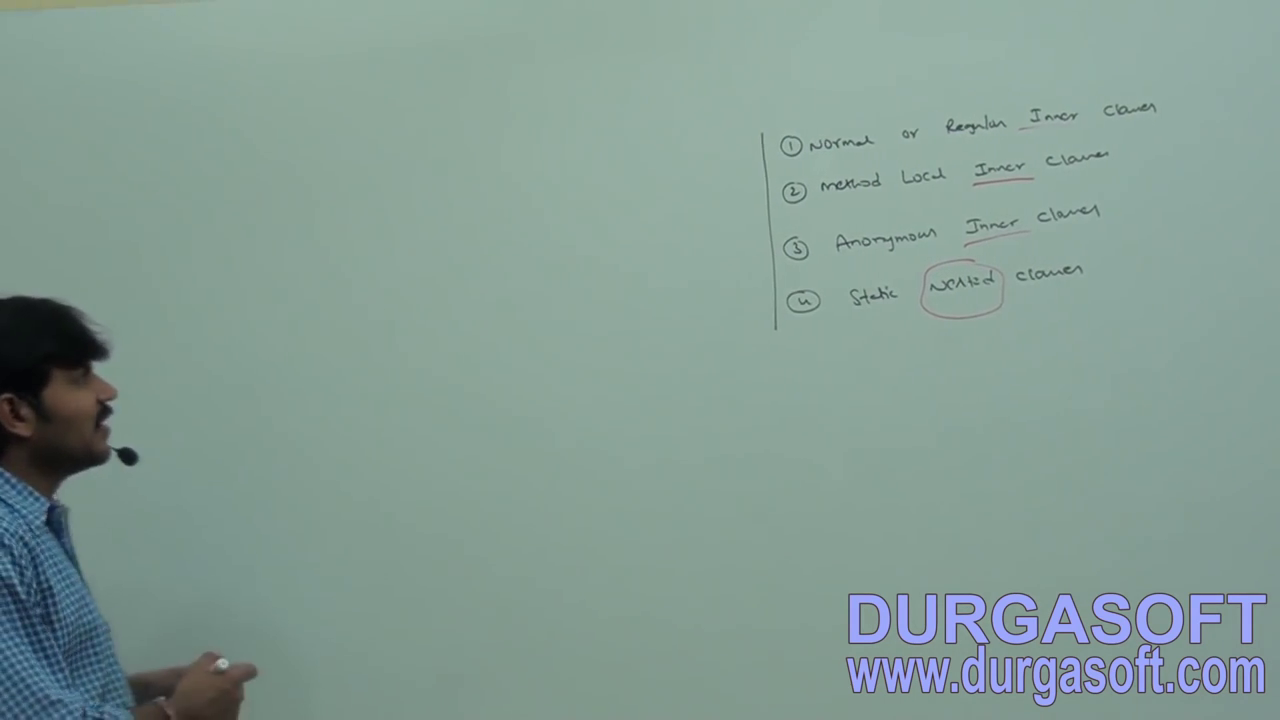 ① Normal or Regular Inner classes
② Method Local Inner classes
③ Anonymous Inner classes
④ Static Nested classes
DURGASOFT
www.durgasoft.com